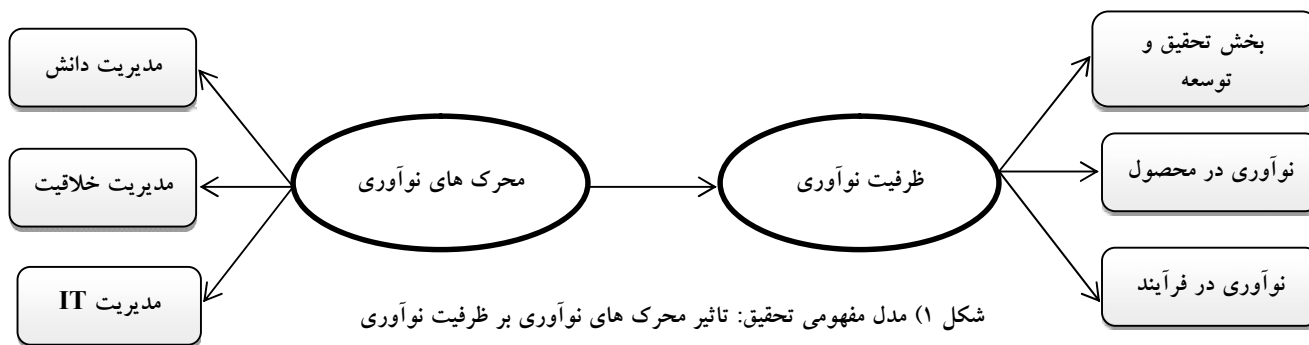 بخش تحقیق و
توسعه
مدیریت دانش
نوآوری در محصول
ظرفیت نوآوری
محرک های نوآوری
مدیریت خلاقیت
نوآوری در فرآیند
مدیریت IT
شکل ۱) مدل مفهومی تحقیق: تاثیر محرک های نوآوری بر ظرفیت نوآوری